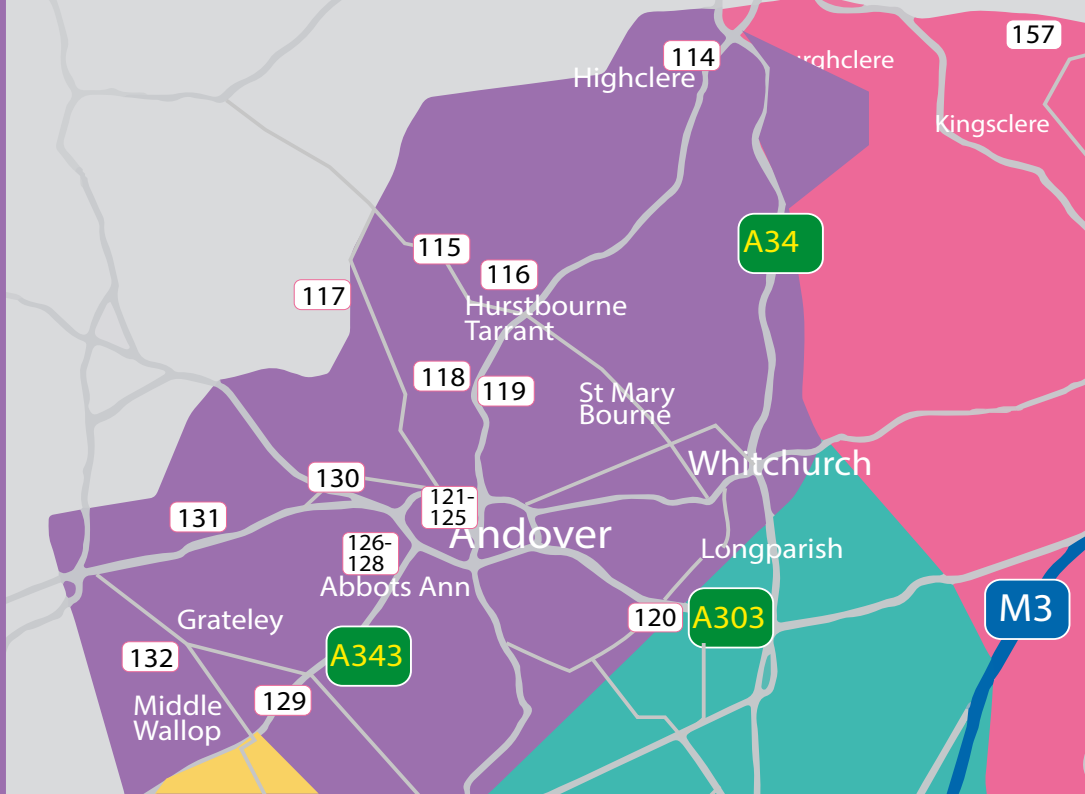 157
114
Highclere
Kingsclere
A34
115
116
117
Hurstbourne
Tarrant
118
119
St Mary
Bourne
Whitchurch
130
121-
125
131
Andover
126-
128
Longparish
Abbots Ann
M3
120
A303
Grateley
A343
132
129
Middle
Wallop